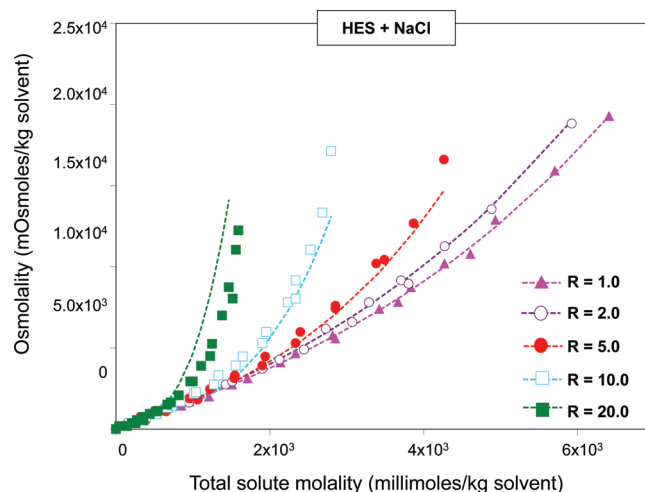 HES + NaCl
2.5x10⁴
2.0x10⁴
1.5x10⁴
1.0x10⁴
5.0x10³
0
Osmolality (mOsmoles/kg solvent)
R = 1.0
R = 2.0
R = 5.0
R = 10.0
R = 20.0
0
2x10³
4x10³
6x10³
Total solute molality (millimoles/kg solvent)